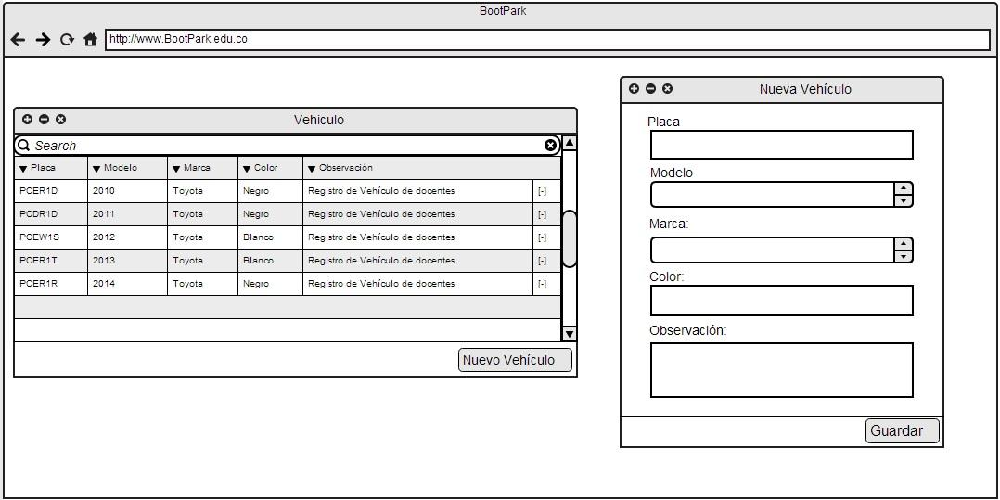 BootPark
http://www.BootPark.edu.co
Vehiculo
Search
Placa Modelo Marca Color Observación
PCER1D 2010 Toyota Negro Registro de Vehículo de docentes [-]
PCDR1D 2011 Toyota Negro Registro de Vehículo de docentes [-]
PCEW1S 2012 Toyota Blanco Registro de Vehículo de docentes [-]
PCER1T 2013 Toyota Blanco Registro de Vehículo de docentes [-]
PCER1R 2014 Toyota Negro Registro de Vehículo de docentes [-]
Nuevo Vehículo
Nueva Vehículo
Placa
Modelo
Marca:
Color:
Observación:
Guardar